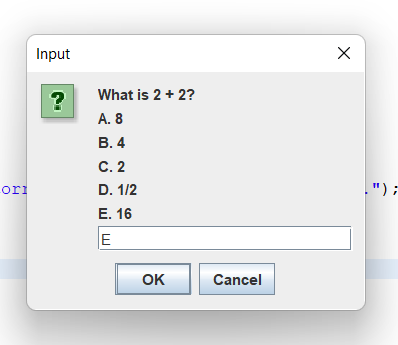 Input
What is 2 + 2?
A. 8
B. 4
C. 2
D. 1/2
E. 16
E
OK Cancel
.");